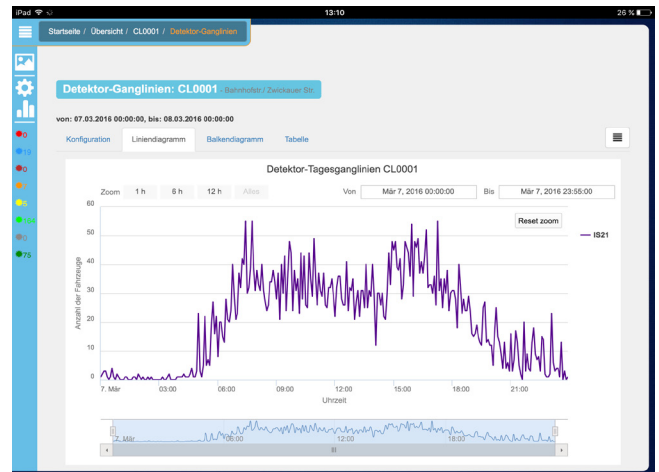 iPad 13:10 26 %
Startseite / Übersicht / CL0001 / Detektor-Ganglinien
Detektor-Ganglinien: CL0001 - Bahnhofstr./ Zwickauer Str.
von: 07.03.2016 00:00:00, bis: 08.03.2016 00:00:00
Konfiguration Liniendiagramm Balkendiagramm Tabelle
0
19
0
5
0
75
Detektor-Tagesganglinien CL0001
Zoom 1 h 6 h 12 h Alles Von Mär 7, 2016 00:00:00 Bis Mär 7, 2016 23:55:00
Reset zoom
IS21
Anzahl der Fahrzeuge
60
50
40
30
20
10
0
7. Mär 03:00 06:00 09:00 12:00 15:00 18:00 21:00
Uhrzeit
7. Mär 06:00 12:00 18:00